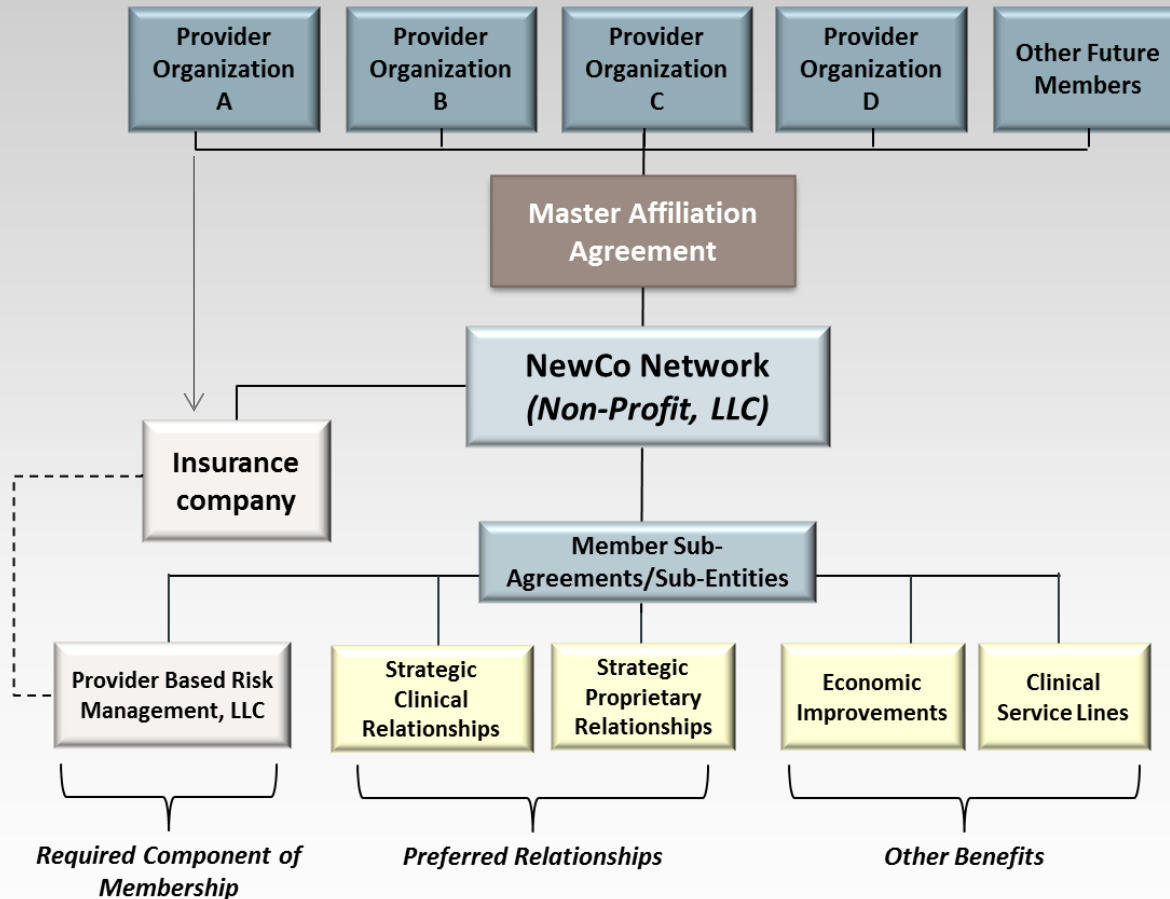 Provider
Organization
A
Provider
Organization
B
Provider
Organization
C
Provider
Organization
D
Other Future
Members
Master Affiliation
Agreement
NewCo Network
(Non-Profit, LLC)
Insurance
company
Member Sub-
Agreements/Sub-Entities
Provider Based Risk
Management, LLC
Strategic
Clinical
Relationships
Strategic
Proprietary
Relationships
Economic
Improvements
Clinical
Service Lines
Required Component of
Membership
Preferred Relationships
Other Benefits